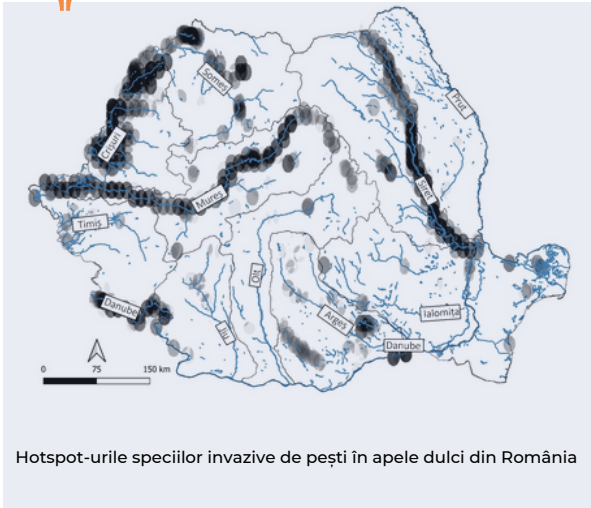 Someș
Prut
Crișuri
Siret
Mureș
Timiș
Olt
Danube
Ialomița
Argeș
Jiu
Danube
0 75 150 km
Hotspot-urile speciilor invazive de pești în apele dulci din România